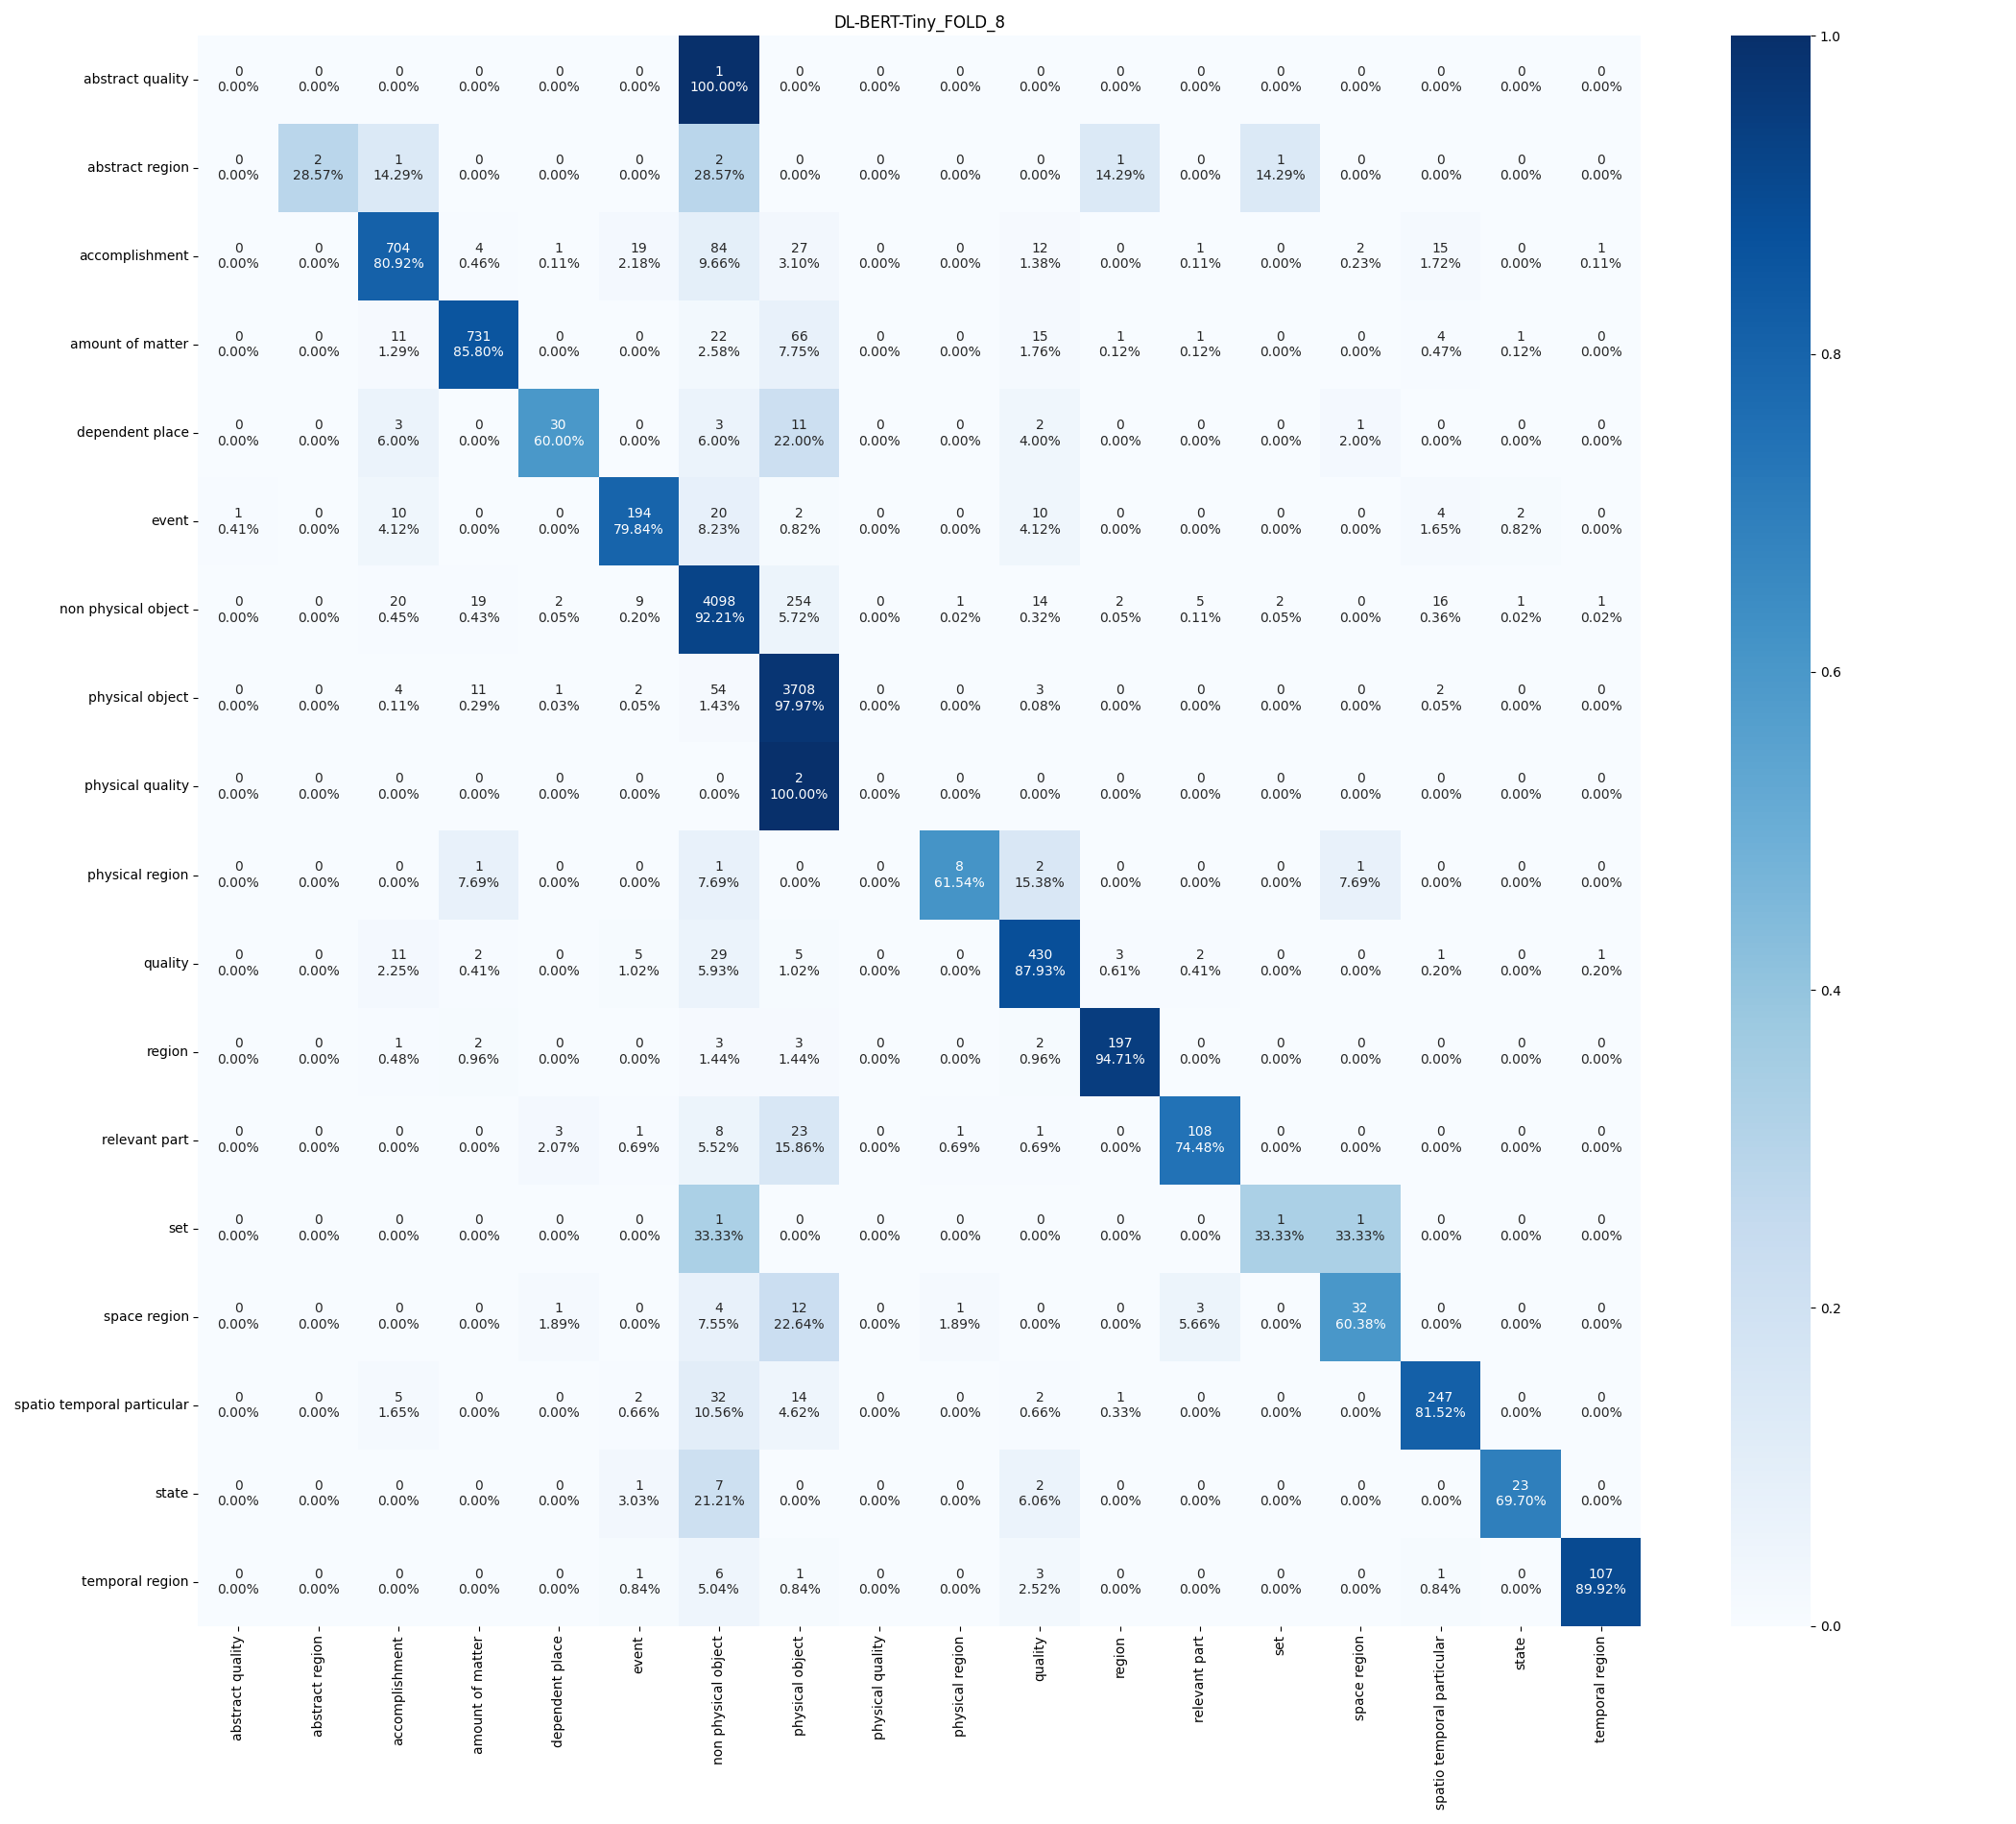 DL-BERT-Tiny_FOLD_8
abstract quality
0 0 0 0 0 0 1 0 0 0 0 0 0 0 0 0 0 0
0.00% 0.00% 0.00% 0.00% 0.00% 0.00% 100.00% 0.00% 0.00% 0.00% 0.00% 0.00% 0.00% 0.00% 0.00% 0.00% 0.00% 0.00%
abstract region
0 2 1 0 0 0 2 0 0 0 0 1 0 1 0 0 0 0
0.00% 28.57% 14.29% 0.00% 0.00% 0.00% 28.57% 0.00% 0.00% 0.00% 0.00% 14.29% 0.00% 14.29% 0.00% 0.00% 0.00% 0.00%
accomplishment
0 0 704 4 1 19 84 27 0 0 12 0 1 0 2 15 0 1
0.00% 0.00% 80.92% 0.46% 0.11% 2.18% 9.66% 3.10% 0.00% 0.00% 1.38% 0.00% 0.11% 0.00% 0.23% 1.72% 0.00% 0.11%
amount of matter
0 0 11 731 0 0 22 66 0 0 15 1 1 0 0 4 1 0
0.00% 0.00% 1.29% 85.80% 0.00% 0.00% 2.58% 7.75% 0.00% 0.00% 1.76% 0.12% 0.12% 0.00% 0.00% 0.47% 0.12% 0.00%
dependent place
0 0 3 0 30 0 3 11 0 0 2 0 0 0 1 0 0 0
0.00% 0.00% 6.00% 0.00% 60.00% 0.00% 6.00% 22.00% 0.00% 0.00% 4.00% 0.00% 0.00% 0.00% 2.00% 0.00% 0.00% 0.00%
event
1 0 10 0 0 194 20 2 0 0 10 0 0 0 0 4 2 0
0.41% 0.00% 4.12% 0.00% 0.00% 79.84% 8.23% 0.82% 0.00% 0.00% 4.12% 0.00% 0.00% 0.00% 0.00% 1.65% 0.82% 0.00%
non physical object
0 0 20 19 2 9 4098 254 0 1 14 2 5 2 0 16 1 1
0.00% 0.00% 0.45% 0.43% 0.05% 0.20% 92.21% 5.72% 0.00% 0.02% 0.32% 0.05% 0.11% 0.05% 0.00% 0.36% 0.02% 0.02%
physical object
0 0 4 11 1 2 54 3708 0 0 3 0 0 0 0 2 0 0
0.00% 0.00% 0.11% 0.29% 0.03% 0.05% 1.43% 97.97% 0.00% 0.00% 0.08% 0.00% 0.00% 0.00% 0.00% 0.05% 0.00% 0.00%
physical quality
0 0 0 0 0 0 0 2 0 0 0 0 0 0 0 0 0 0
0.00% 0.00% 0.00% 0.00% 0.00% 0.00% 0.00% 100.00% 0.00% 0.00% 0.00% 0.00% 0.00% 0.00% 0.00% 0.00% 0.00% 0.00%
physical region
0 0 0 1 0 0 1 0 0 8 2 0 0 0 1 0 0 0
0.00% 0.00% 0.00% 7.69% 0.00% 0.00% 7.69% 0.00% 0.00% 61.54% 15.38% 0.00% 0.00% 0.00% 7.69% 0.00% 0.00% 0.00%
quality
0 0 11 2 0 5 29 5 0 0 430 3 2 0 0 1 0 1
0.00% 0.00% 2.25% 0.41% 0.00% 1.02% 5.93% 1.02% 0.00% 0.00% 87.93% 0.61% 0.41% 0.00% 0.00% 0.20% 0.00% 0.20%
region
0 0 1 2 0 0 3 3 0 0 2 197 0 0 0 0 0 0
0.00% 0.00% 0.48% 0.96% 0.00% 0.00% 1.44% 1.44% 0.00% 0.00% 0.96% 94.71% 0.00% 0.00% 0.00% 0.00% 0.00% 0.00%
relevant part
0 0 0 0 3 1 8 23 0 1 1 0 108 0 0 0 0 0
0.00% 0.00% 0.00% 0.00% 2.07% 0.69% 5.52% 15.86% 0.00% 0.69% 0.69% 0.00% 74.48% 0.00% 0.00% 0.00% 0.00% 0.00%
set
0 0 0 0 0 0 1 0 0 0 0 0 0 1 1 0 0 0
0.00% 0.00% 0.00% 0.00% 0.00% 0.00% 33.33% 0.00% 0.00% 0.00% 0.00% 0.00% 0.00% 33.33% 33.33% 0.00% 0.00% 0.00%
space region
0 0 0 0 1 0 4 12 0 1 0 0 3 0 32 0 0 0
0.00% 0.00% 0.00% 0.00% 1.89% 0.00% 7.55% 22.64% 0.00% 1.89% 0.00% 0.00% 5.66% 0.00% 60.38% 0.00% 0.00% 0.00%
spatio temporal particular
0 0 5 0 0 2 32 14 0 0 2 1 0 0 0 247 0 0
0.00% 0.00% 1.65% 0.00% 0.00% 0.66% 10.56% 4.62% 0.00% 0.00% 0.66% 0.33% 0.00% 0.00% 0.00% 81.52% 0.00% 0.00%
state
0 0 0 0 0 1 7 0 0 0 2 0 0 0 0 0 23 0
0.00% 0.00% 0.00% 0.00% 0.00% 3.03% 21.21% 0.00% 0.00% 0.00% 6.06% 0.00% 0.00% 0.00% 0.00% 0.00% 69.70% 0.00%
temporal region
0 0 0 0 0 1 6 1 0 0 3 0 0 0 0 1 0 107
0.00% 0.00% 0.00% 0.00% 0.00% 0.84% 5.04% 0.84% 0.00% 0.00% 2.52% 0.00% 0.00% 0.00% 0.00% 0.84% 0.00% 89.92%
abstract quality
abstract region
accomplishment
amount of matter
dependent place
event
non physical object
physical object
physical quality
physical region
quality
region
relevant part
set
space region
spatio temporal particular
state
temporal region
1.0
0.8
0.6
0.4
0.2
0.0